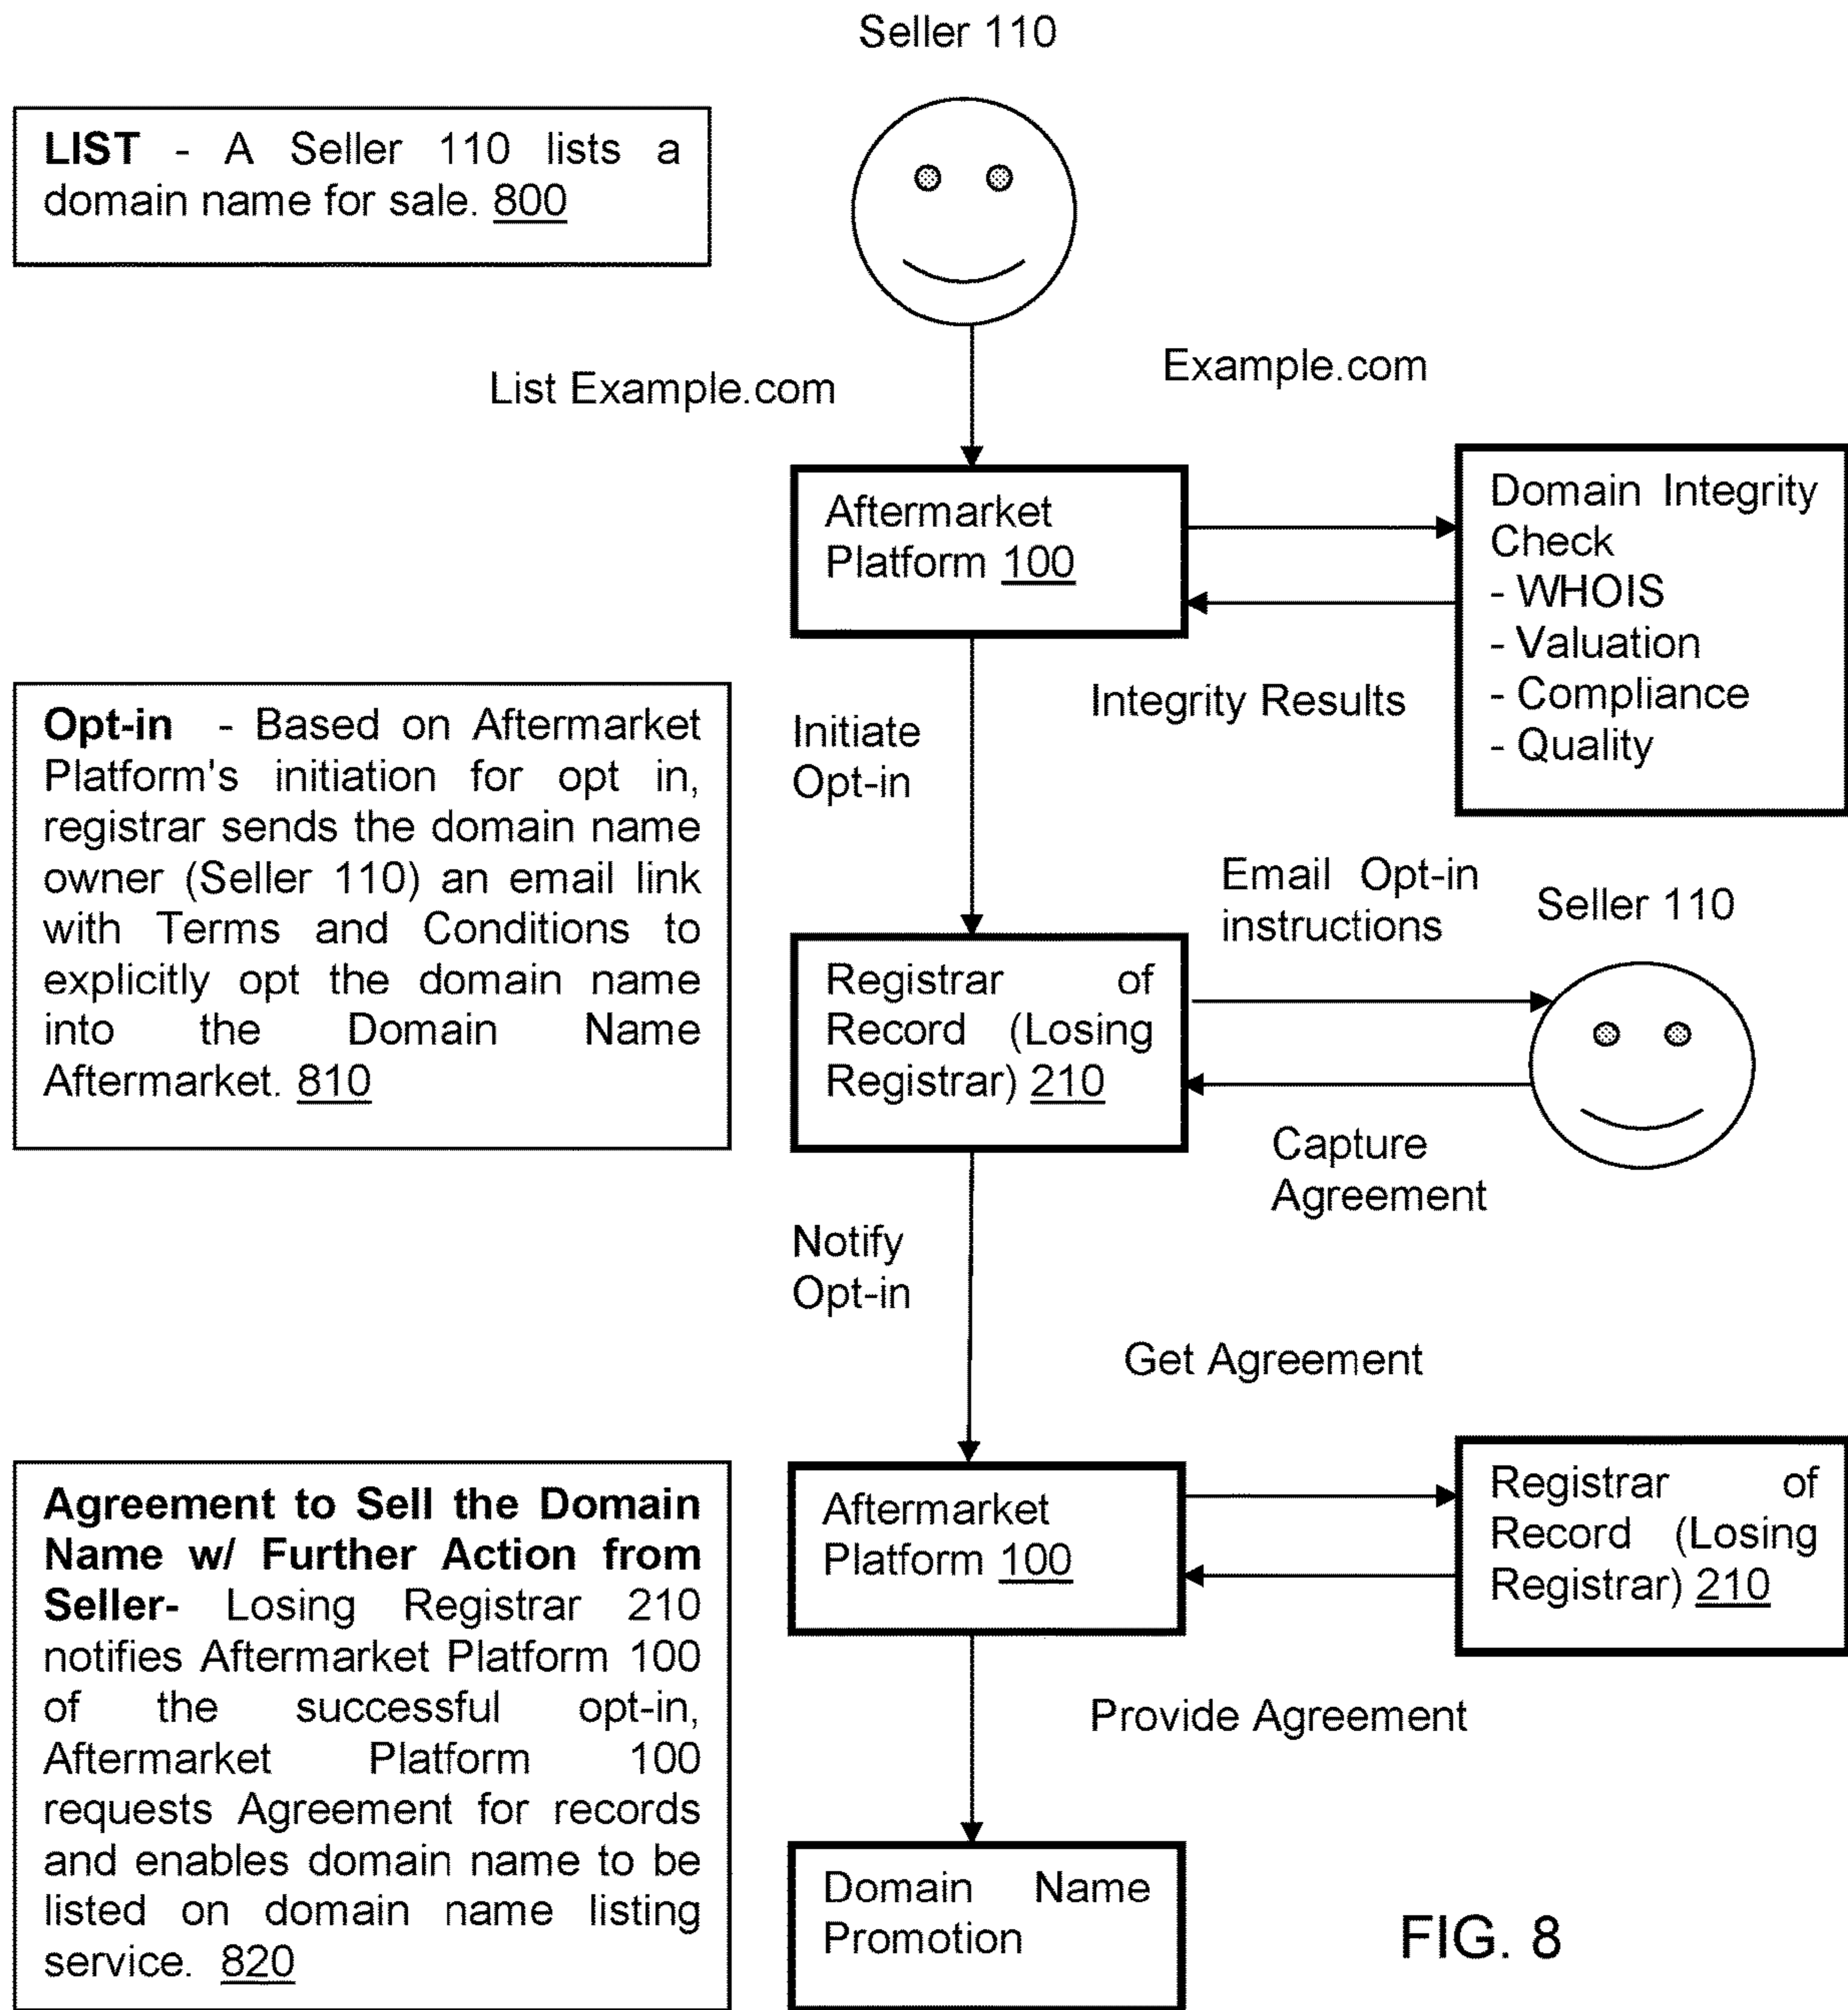 Seller 110
LIST - A Seller 110 lists a
domain name for sale. 800
List Example.com
Example.com
Aftermarket
Platform 100
Domain Integrity
Check
- WHOIS
- Valuation
- Compliance
- Quality
Integrity Results
Initiate
Opt-in
Opt-in - Based on Aftermarket
Platform's initiation for opt in,
registrar sends the domain name
owner (Seller 110) an email link
with Terms and Conditions to
explicitly opt the domain name
into the Domain Name
Aftermarket. 810
Registrar of
Record (Losing
Registrar) 210
Email Opt-in
instructions
Seller 110
Capture
Agreement
Notify
Opt-in
Get Agreement
Agreement to Sell the Domain
Name w/ Further Action from
Seller- Losing Registrar 210
notifies Aftermarket Platform 100
of the successful opt-in,
Aftermarket Platform 100
requests Agreement for records
and enables domain name to be
listed on domain name listing
service. 820
Aftermarket
Platform 100
Registrar of
Record (Losing
Registrar) 210
Provide Agreement
Domain Name
Promotion
FIG. 8